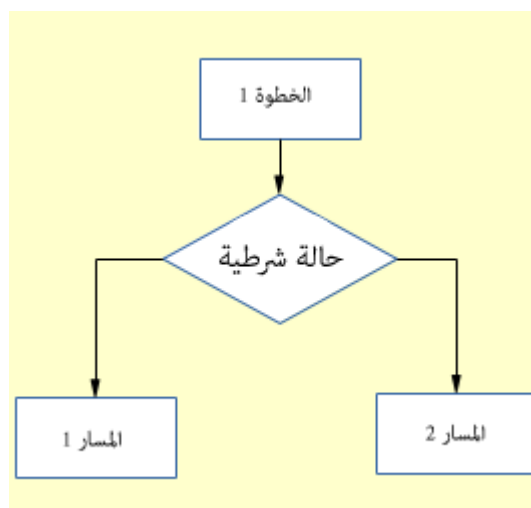 الخطوة 1
حالة شرطية
المسار 1
المسار 2